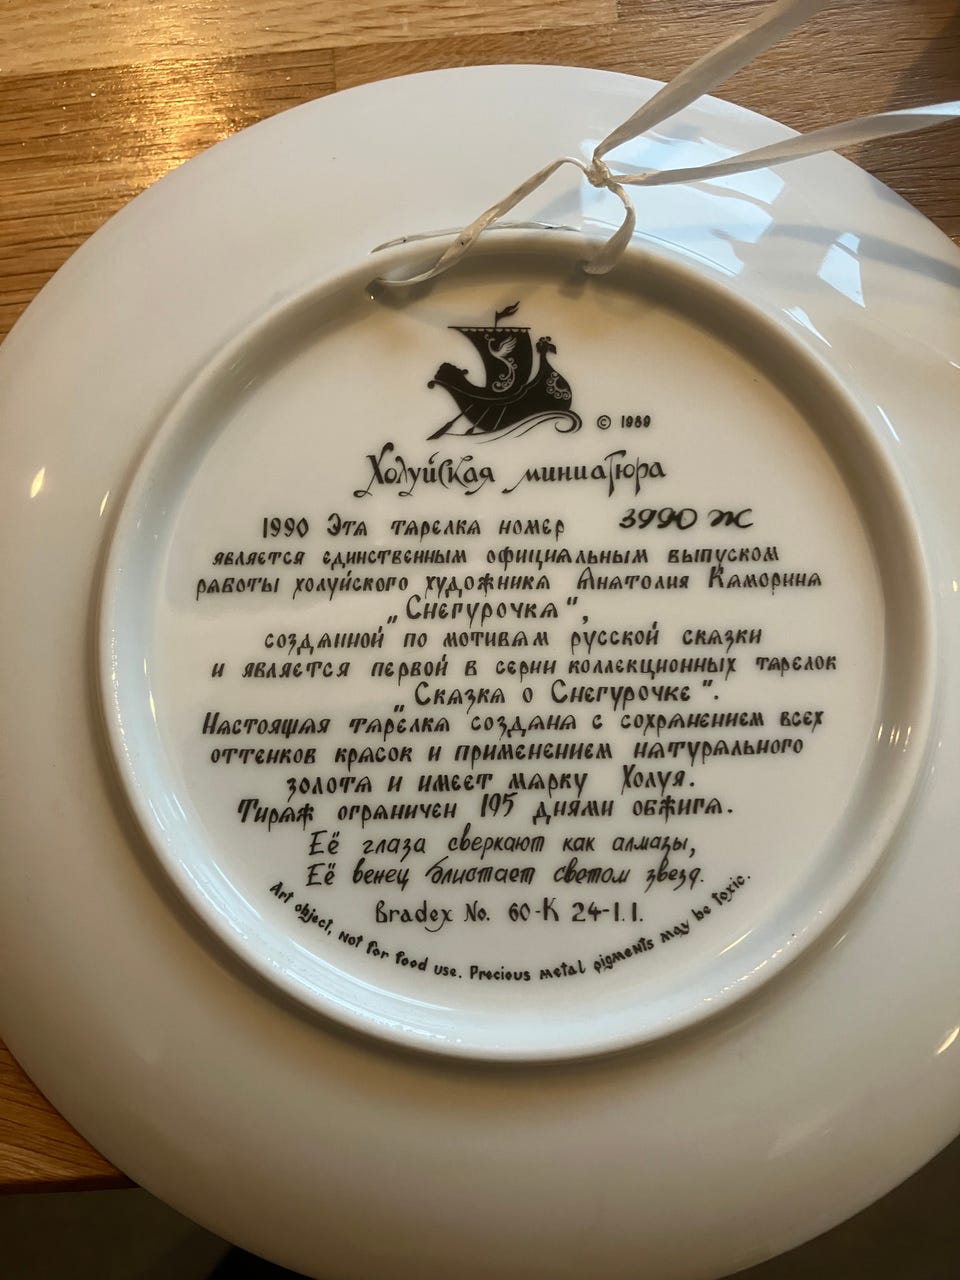 © 1989
Холуйская миниатюра
1990 Эта тарелка номер 3990 Ж
является единственным официальным выпуском
работы холуйского художника Анатолия Каморина
„Снегурочка",
созданной по мотивам русской сказки
и является первой в серии коллекционных тарелок
„Сказка о Снегурочке".
Настоящая тарелка создана с сохранением всех
оттенков красок и применением натурального
золота и имеет марку Холуя.
Тираж ограничен 195 днями обжига.
Её глаза сверкают как алмазы,
Её венец блистает светом звезд.
Bradex No. 60-К 24-1.1.
Art object, not for food use. Precious metal pigments may be toxic.